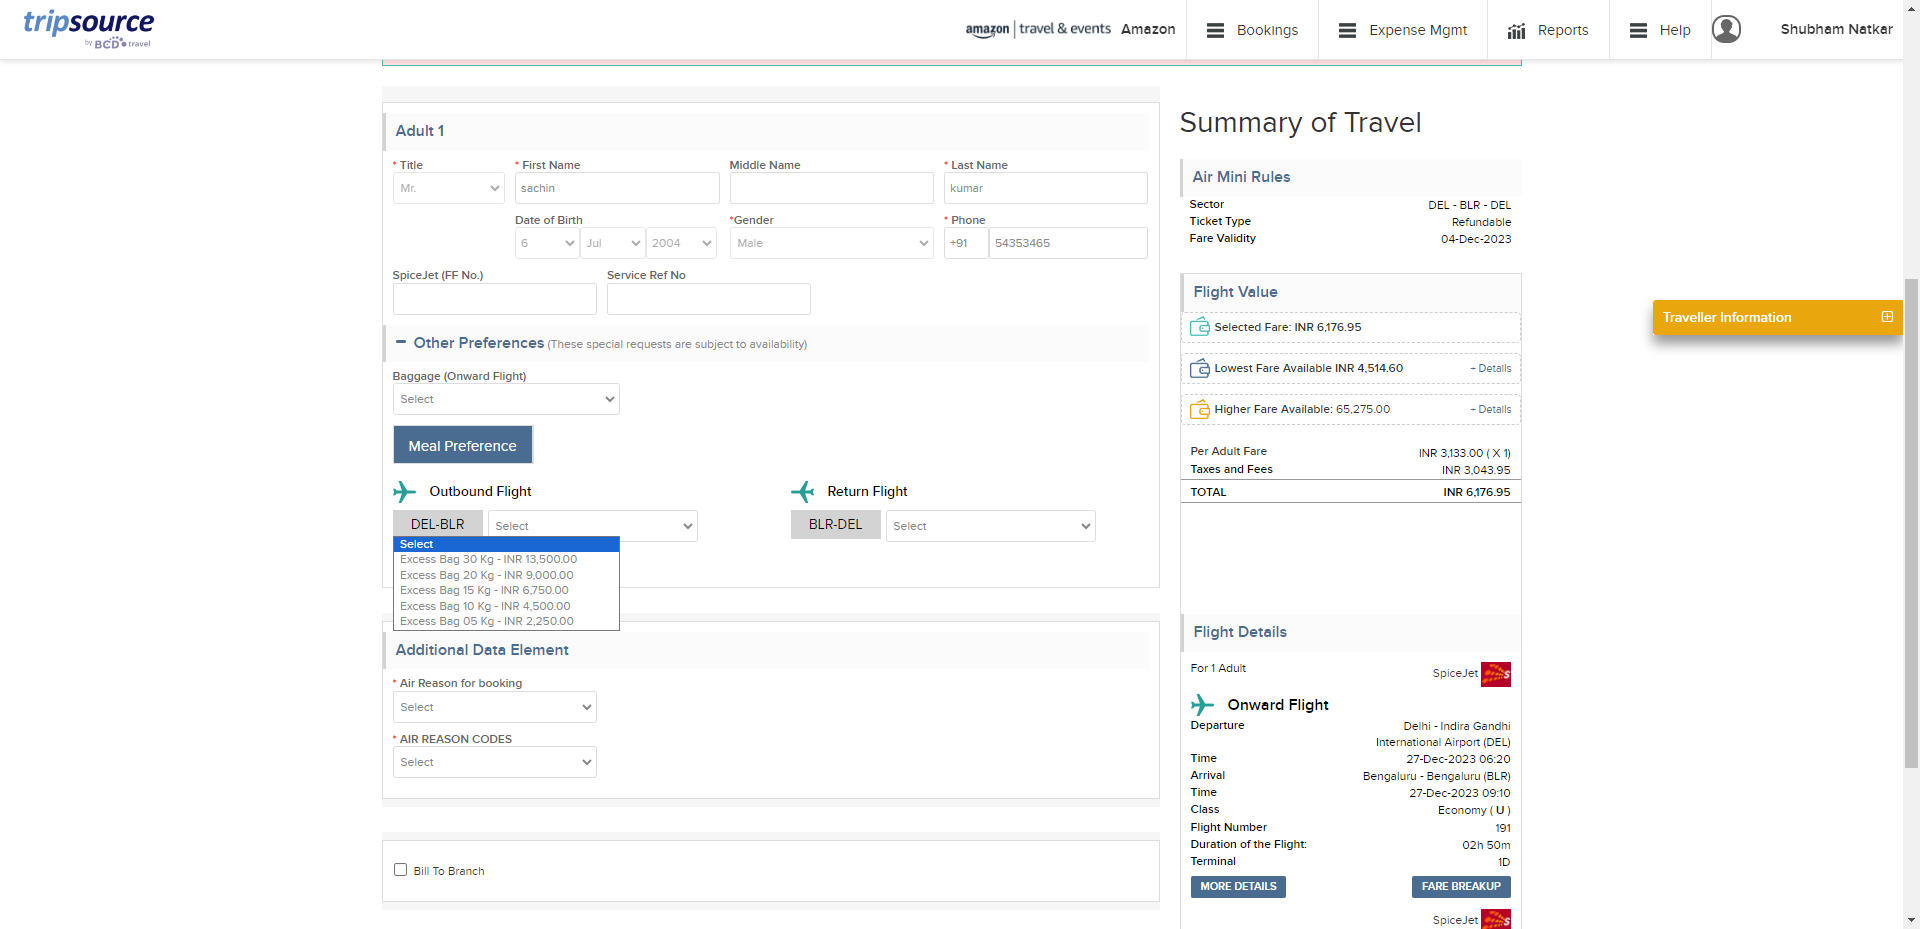 tripsource
by BCD travel
amazon | travel & events Amazon
Bookings
Expense Mgmt
Reports
Help
Shubham Natkar
Adult 1
* Title
* First Name
Middle Name
* Last Name
Mr.
sachin
kumar
Date of Birth
*Gender
* Phone
6
Jul
2004
Male
+91
54353465
SpiceJet (FF No.)
Service Ref No
Other Preferences (These special requests are subject to availability)
Baggage (Onward Flight)
Select
Meal Preference
Outbound Flight
Return Flight
DEL-BLR
Select
BLR-DEL
Select
Select
Excess Bag 30 Kg - INR 13,500.00
Excess Bag 20 Kg - INR 9,000.00
Excess Bag 15 Kg - INR 6,750.00
Excess Bag 10 Kg - INR 4,500.00
Excess Bag 05 Kg - INR 2,250.00
Additional Data Element
* Air Reason for booking
Select
* AIR REASON CODES
Select
Bill To Branch
Summary of Travel
Air Mini Rules
Sector DEL - BLR - DEL
Ticket Type Refundable
Fare Validity 04-Dec-2023
Flight Value
Selected Fare: INR 6,176.95
Lowest Fare Available INR 4,514.60 + Details
Higher Fare Available: 65,275.00 + Details
Per Adult Fare INR 3,133.00 ( X 1)
Taxes and Fees INR 3,043.95
TOTAL INR 6,176.95
Flight Details
For 1 Adult
SpiceJet
Onward Flight
Departure Delhi - Indira Gandhi
International Airport (DEL)
Time 27-Dec-2023 06:20
Arrival Bengaluru - Bengaluru (BLR)
Time 27-Dec-2023 09:10
Class Economy ( U )
Flight Number 191
Duration of the Flight: 02h 50m
Terminal 1D
MORE DETAILS
FARE BREAKUP
SpiceJet
Traveller Information